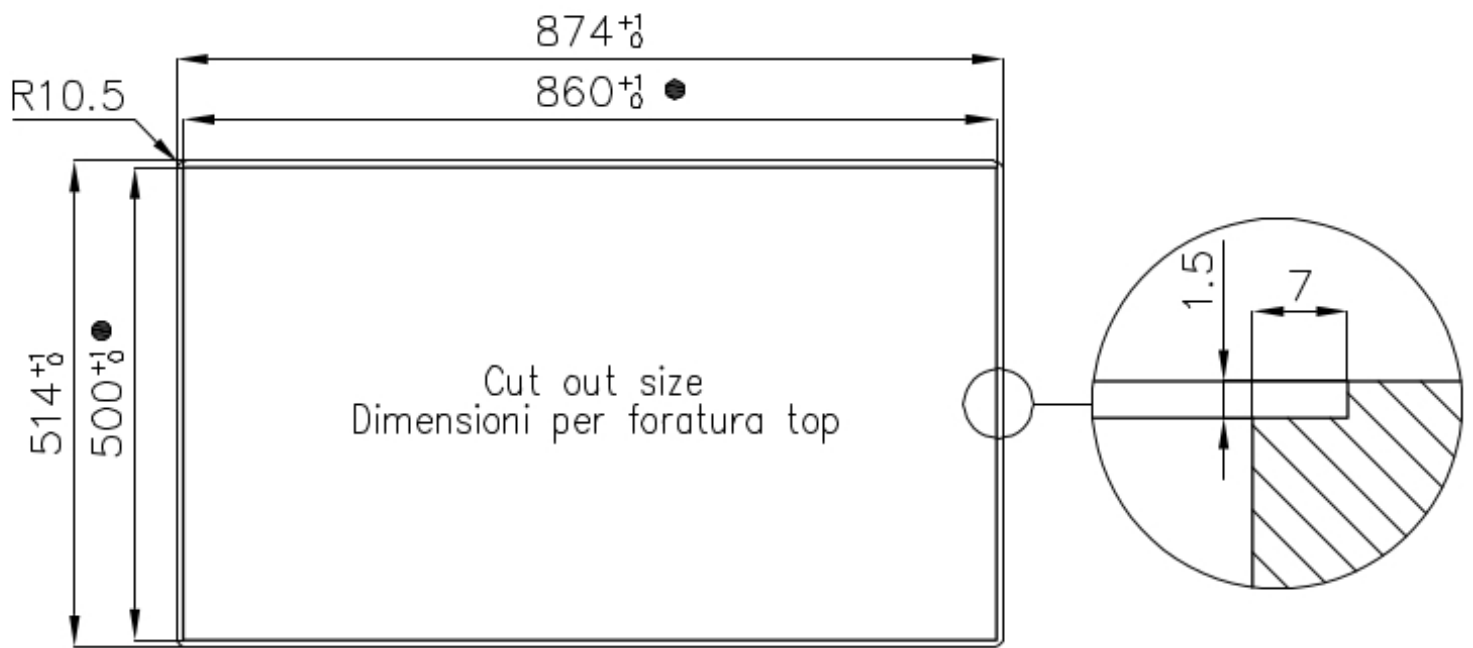 874 +1 0
860 +1 0
R10.5
514 +1 0
500 +1 0
1.5
7
Cut out size
Dimensioni per foratura top